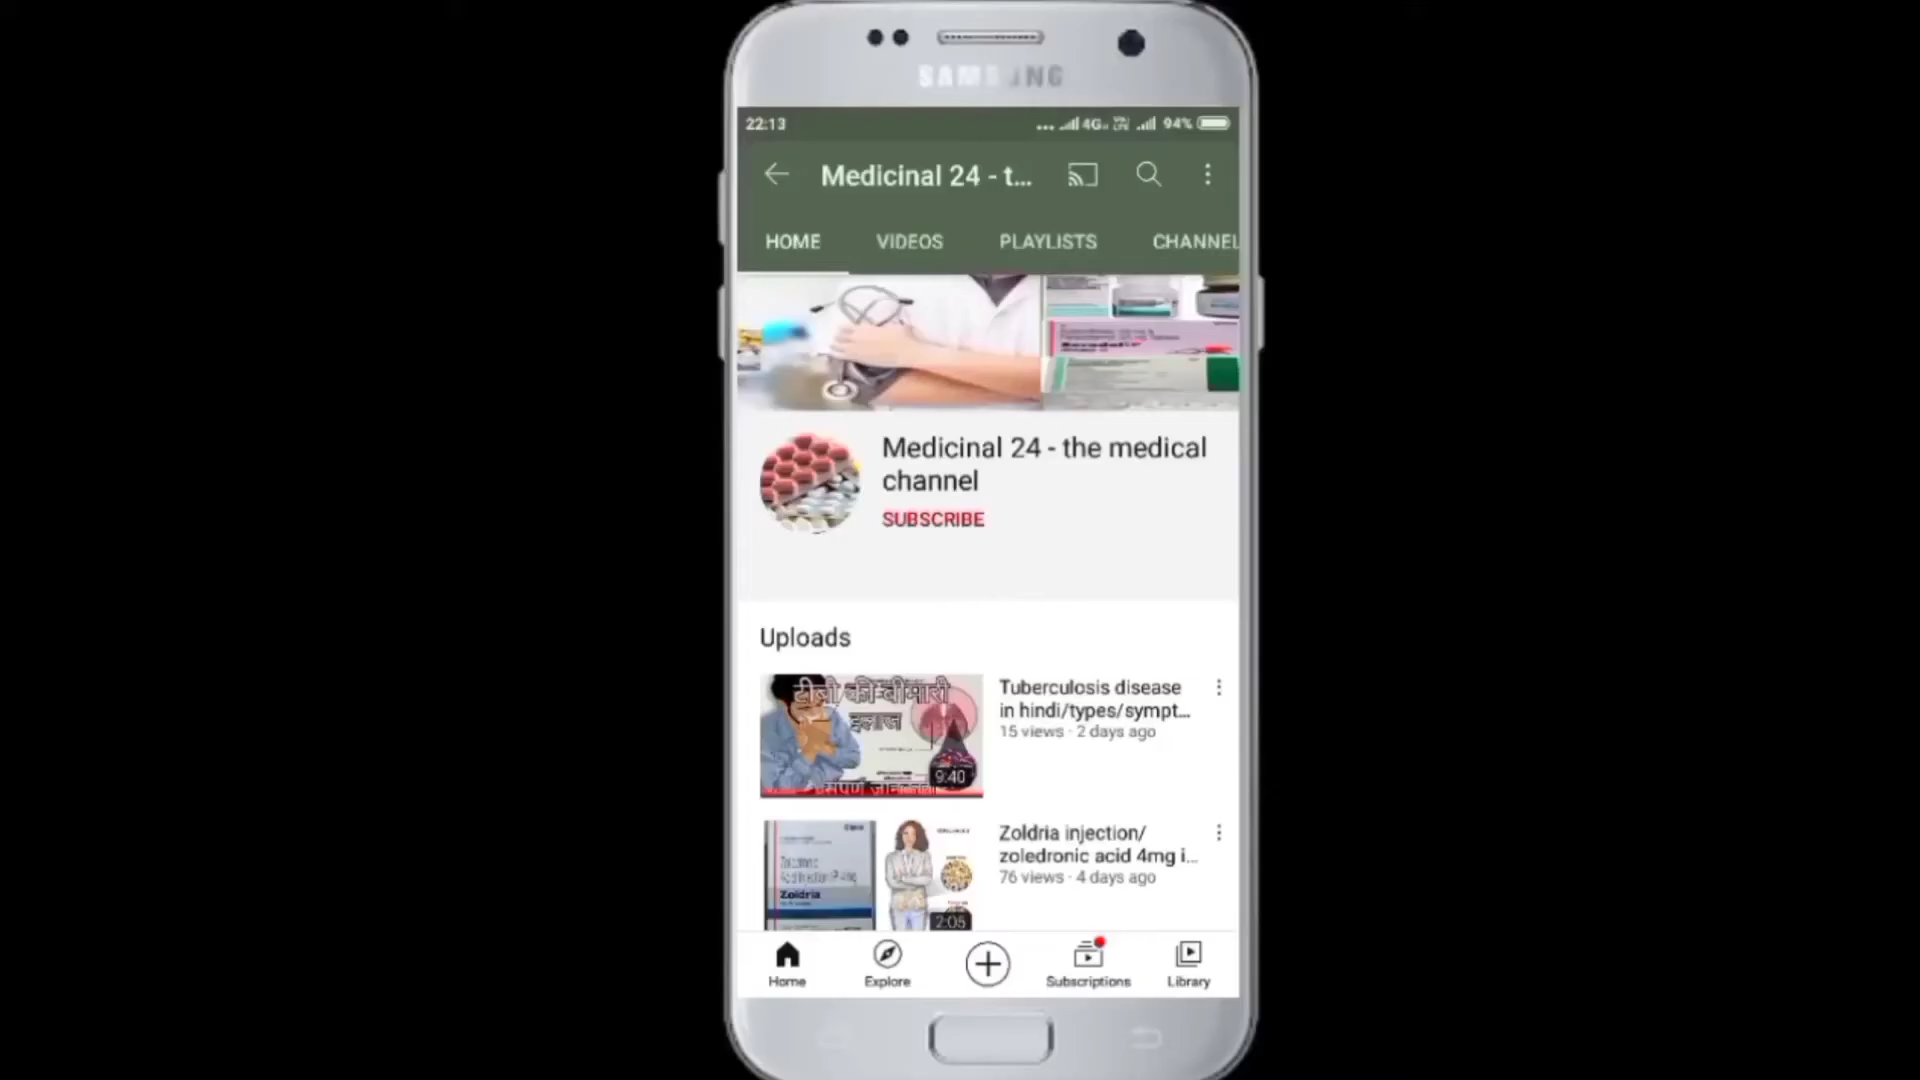 SAMSUNG
22:13 4G 94%
Medicinal 24 - t...
HOME VIDEOS PLAYLISTS CHANNEL
Medicinal 24 - the medical
channel
SUBSCRIBE
Uploads
टीबी की बीमारी
इलाज
9:40
Tuberculosis disease
in hindi/types/sympt...
15 views · 2 days ago
Zoldria
2:05
Zoldria injection/
zoledronic acid 4mg i...
76 views · 4 days ago
Home Explore Subscriptions Library